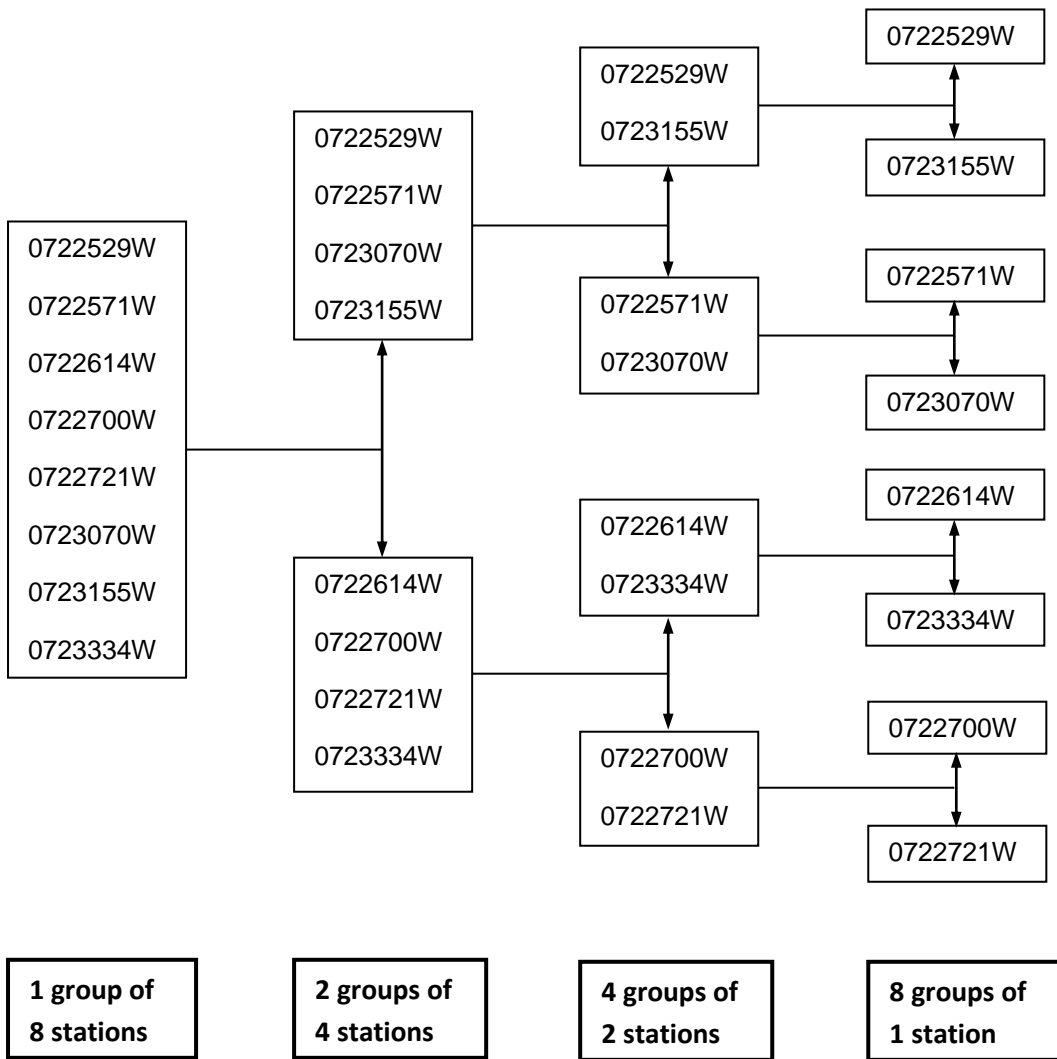 0722529W
0722571W
0722614W
0722700W
0722721W
0723070W
0723155W
0723334W
0722529W
0722571W
0723070W
0723155W
0722614W
0722700W
0722721W
0723334W
0722529W
0723155W
0722571W
0723070W
0722614W
0723334W
0722700W
0722721W
0722529W
0723155W
0722571W
0723070W
0722614W
0723334W
0722700W
0722721W
1 group of
8 stations
2 groups of
4 stations
4 groups of
2 stations
8 groups of
1 station